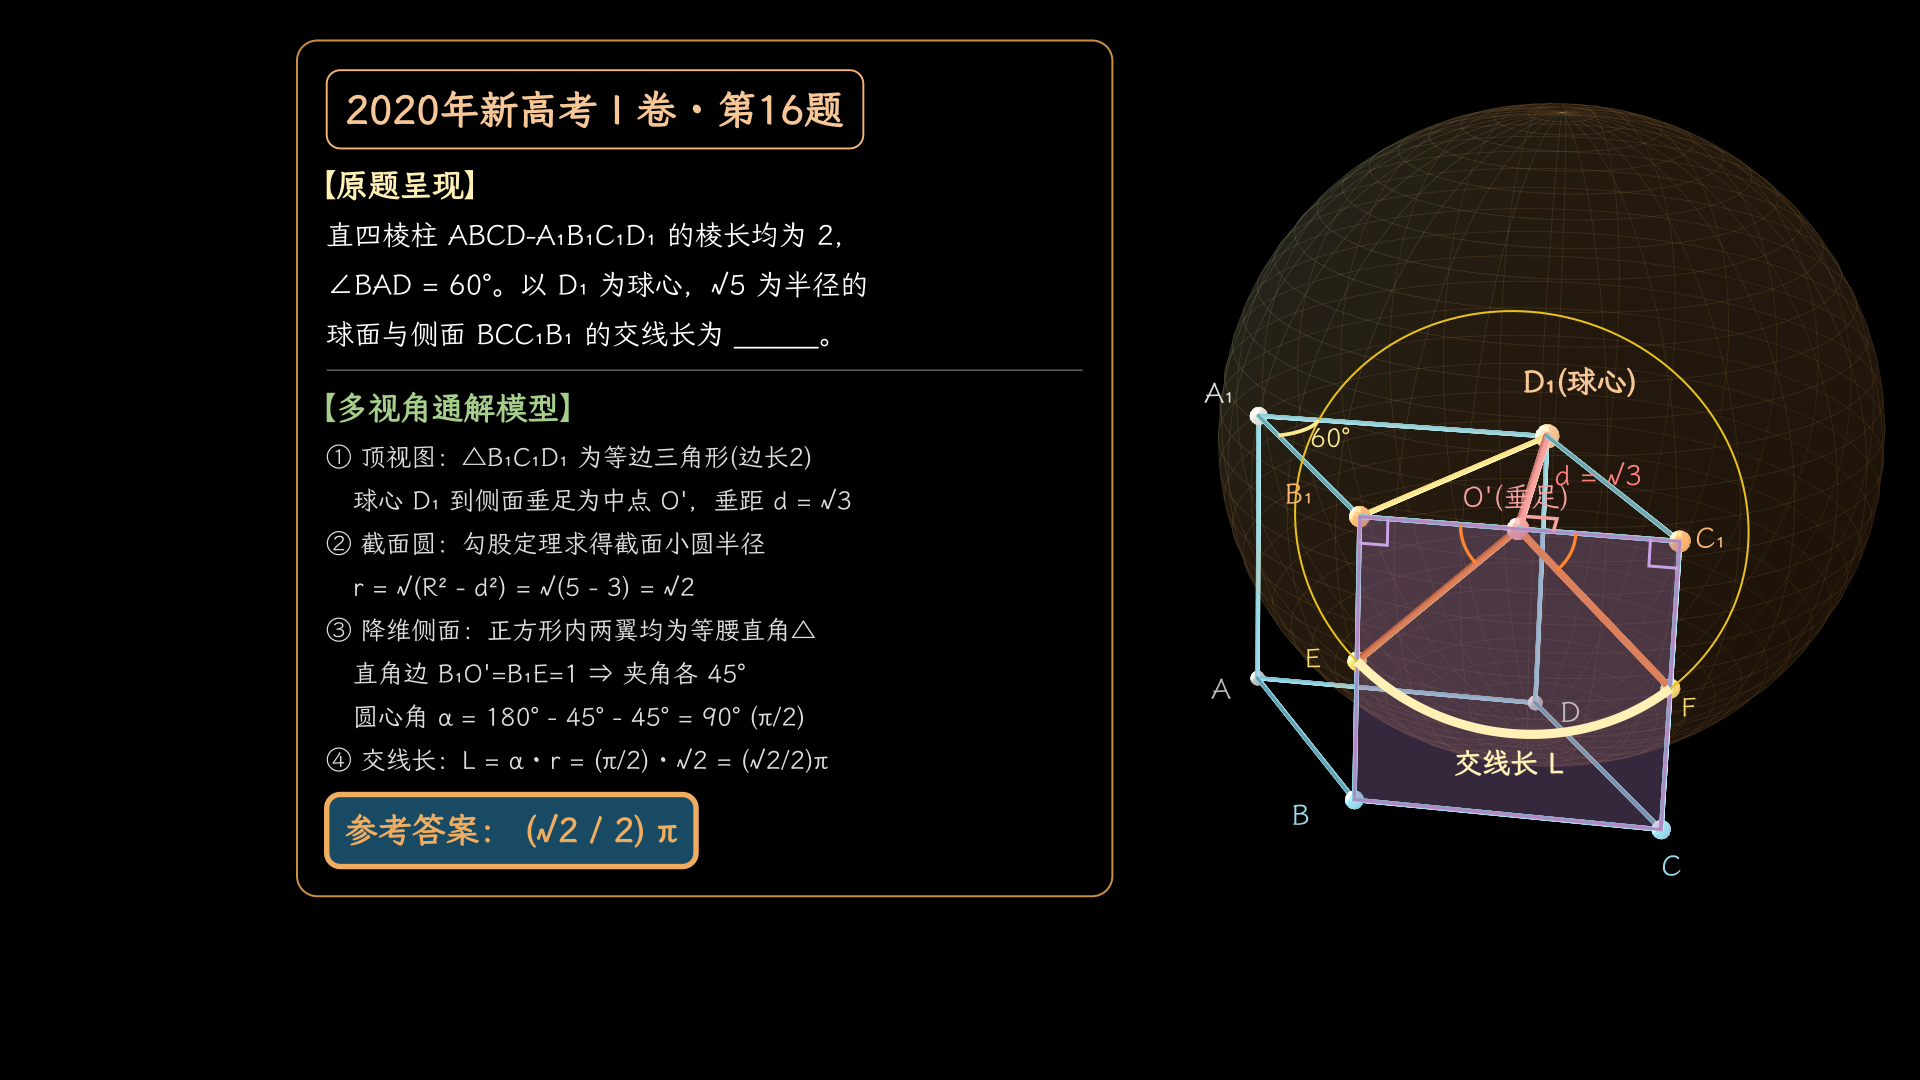 2020年新高考 I 卷·第16题
【原题呈现】
直四棱柱 ABCD-A₁B₁C₁D₁ 的棱长均为 2,
∠BAD = 60°。以 D₁ 为球心，√5 为半径的
球面与侧面 BCC₁B₁ 的交线长为 ______。
【多视角通解模型】
① 顶视图：△B₁C₁D₁ 为等边三角形(边长2)
球心 D₁ 到侧面垂足为中点 O'，垂距 d = √3
② 截面圆：勾股定理求得截面小圆半径
r = √(R² - d²) = √(5 - 3) = √2
③ 降维侧面：正方形内两翼均为等腰直角△
直角边 B₁O'=B₁E=1 ⇒ 夹角各 45°
圆心角 α = 180° - 45° - 45° = 90° (π/2)
④ 交线长：L = α·r = (π/2)·√2 = (√2/2)π
参考答案： (√2 / 2) π
D₁(球心)
A₁
60°
d = √3
B₁
O'(垂足)
C₁
E
A
D
F
交线长 L
B
C